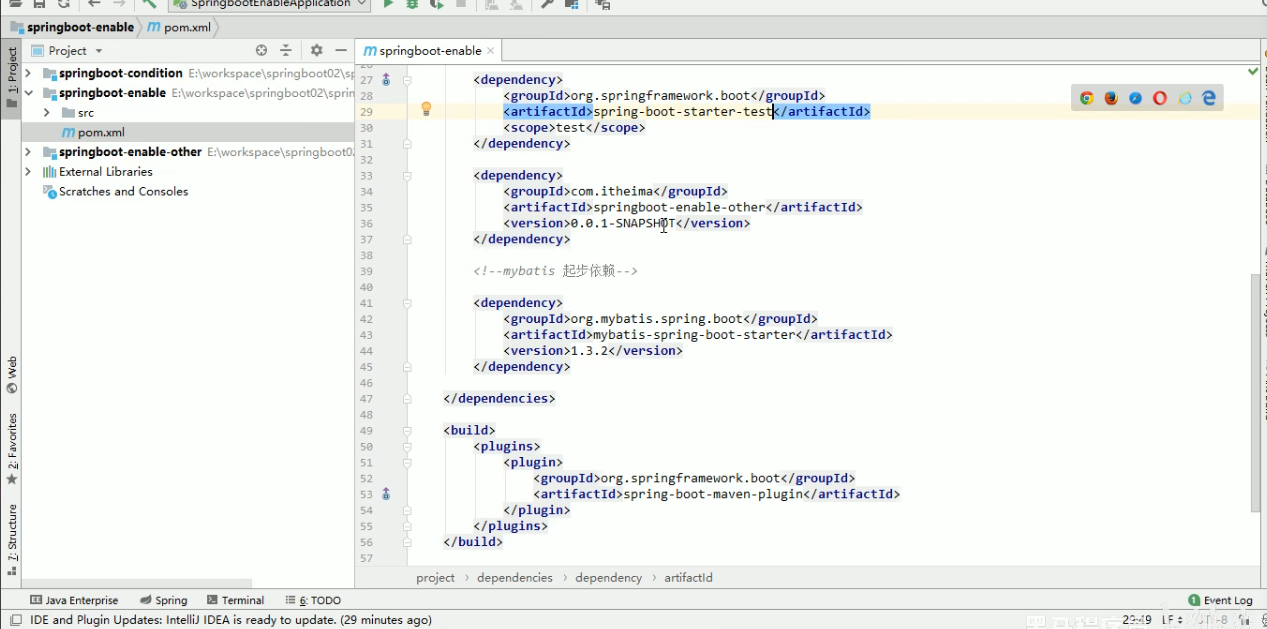 SpringbootEnableApplication
springboot-enable
pom.xml
Project
springboot-enable
1: Project
springboot-condition E:\workspace\springboot02\sp
springboot-enable E:\workspace\springboot02\sprin
src
pom.xml
springboot-enable-other E:\workspace\springboot02
External Libraries
Scratches and Consoles
Web
2: Favorites
7: Structure
27 <dependency>
28 <groupId>org.springframework.boot</groupId>
29 <artifactId>spring-boot-starter-test</artifactId>
30 <scope>test</scope>
31 </dependency>
32
33 <dependency>
34 <groupId>com.itheima</groupId>
35 <artifactId>springboot-enable-other</artifactId>
36 <version>0.0.1-SNAPSHOT</version>
37 </dependency>
38
39 <!--mybatis 起步依赖-->
40
41 <dependency>
42 <groupId>org.mybatis.spring.boot</groupId>
43 <artifactId>mybatis-spring-boot-starter</artifactId>
44 <version>1.3.2</version>
45 </dependency>
46
47 </dependencies>
48
49 <build>
50 <plugins>
51 <plugin>
52 <groupId>org.springframework.boot</groupId>
53 <artifactId>spring-boot-maven-plugin</artifactId>
54 </plugin>
55 </plugins>
56 </build>
57
project › dependencies › dependency › artifactId
Java Enterprise Spring Terminal 6: TODO 1 Event Log
IDE and Plugin Updates: IntelliJ IDEA is ready to update. (29 minutes ago) 29:49 LF UTF-8